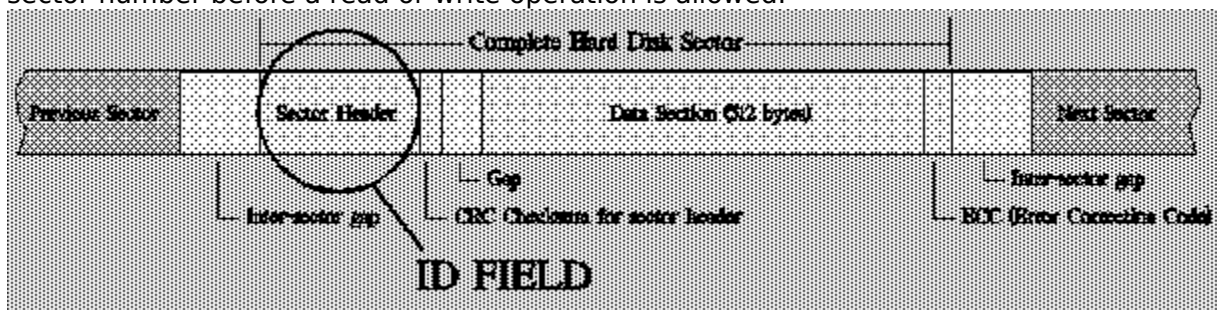 sector number before a read or write operation is allowed.
Complete Hard Disk Sector
Previous Sector
Sector Header
Data Section (512 bytes)
Next Sector
Gap
Inter-sector gap
Inter-sector gap
CRC Checksum for sector header
ECC (Error Correction Code)
ID FIELD